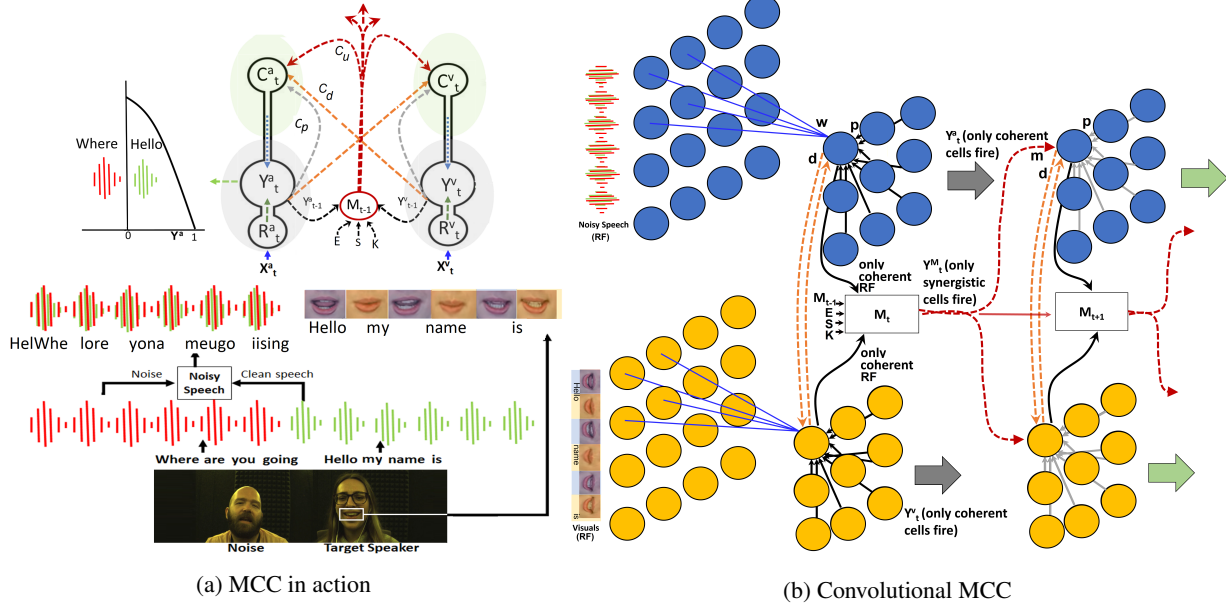 C_u
C^a_t
C^v_t
C_d
C_p
Where
Hello
Y^a_t
Y^v_t
Y^a_{t-1}
M_{t-1}
Y^v_{t-1}
R^a_t
R^v_t
E
S
K
0
Y^a
1
X^a_t
X^v_t
HelWhe lore yona meugo iising
Hello my name is
Noise
Noisy
Speech
Clean speech
Where are you going
Hello my name is
Noise
Target Speaker
(a) MCC in action
w
p
d
Noisy Speech
(RF)
Y^a_t (only coherent
cells fire)
p
m
d
only
coherent
RF
Y^M_t (only
synergistic
cells fire)
M_{t-1}
E
S
K
M_t
M_{t+1}
only
coherent
RF
Hello
name
is
Visuals
(RF)
Y^v_t (only coherent
cells fire)
(b) Convolutional MCC